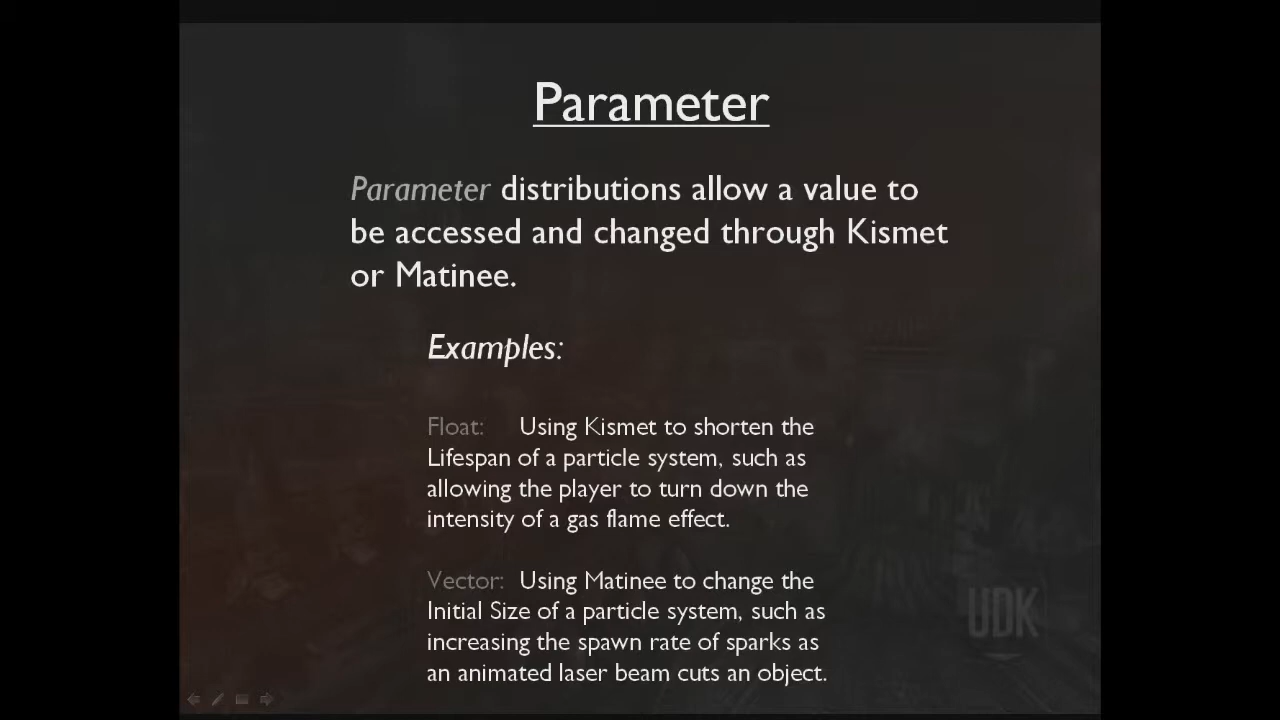 Parameter
Parameter distributions allow a value to
be accessed and changed through Kismet
or Matinee.
Examples:
Float: Using Kismet to shorten the
Lifespan of a particle system, such as
allowing the player to turn down the
intensity of a gas flame effect.
Vector: Using Matinee to change the
Initial Size of a particle system, such as
increasing the spawn rate of sparks as
an animated laser beam cuts an object.
UDK